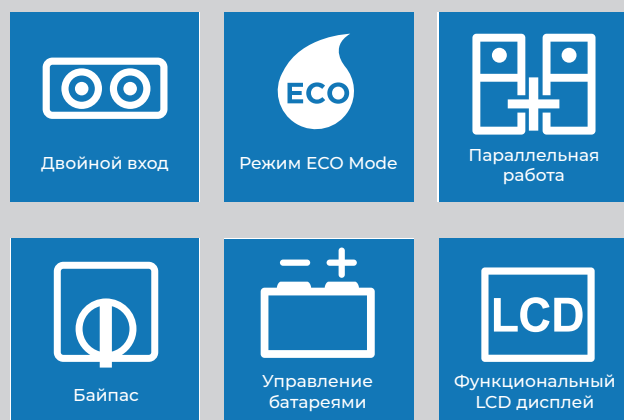 ECO
Двойной вход
Режим ECO Mode
Параллельная
работа
LCD
Байпас
Управление
батареями
Функциональный
LCD дисплей